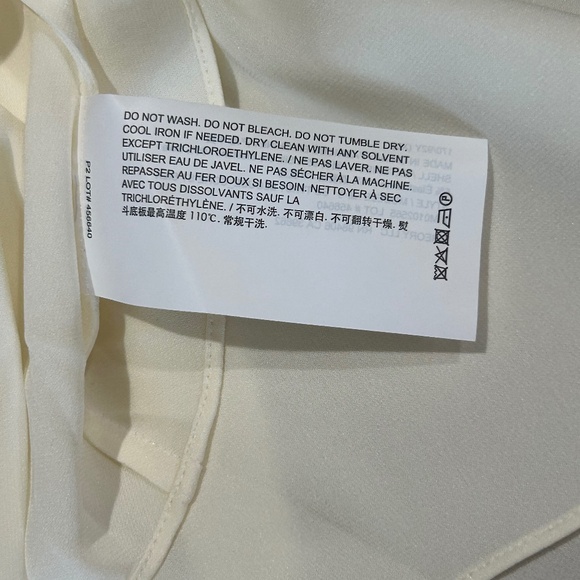 DO NOT WASH. DO NOT BLEACH. DO NOT TUMBLE DRY.
COOL IRON IF NEEDED. DRY CLEAN WITH ANY SOLVENT
EXCEPT TRICHLOROETHYLENE. / NE PAS LAVER. NE PAS
UTILISER EAU DE JAVEL. NE PAS SÉCHER À LA MACHINE.
REPASSER AU FER DOUX SI BESOIN. NETTOYER À SEC
AVEC TOUS DISSOLVANTS SAUF LA
TRICHLORÉTHYLÈNE. / 不可水洗. 不可漂白. 不可翻转干燥. 熨
斗底板最高温度 110℃. 常规干洗.
P2 LOT# 456640
P